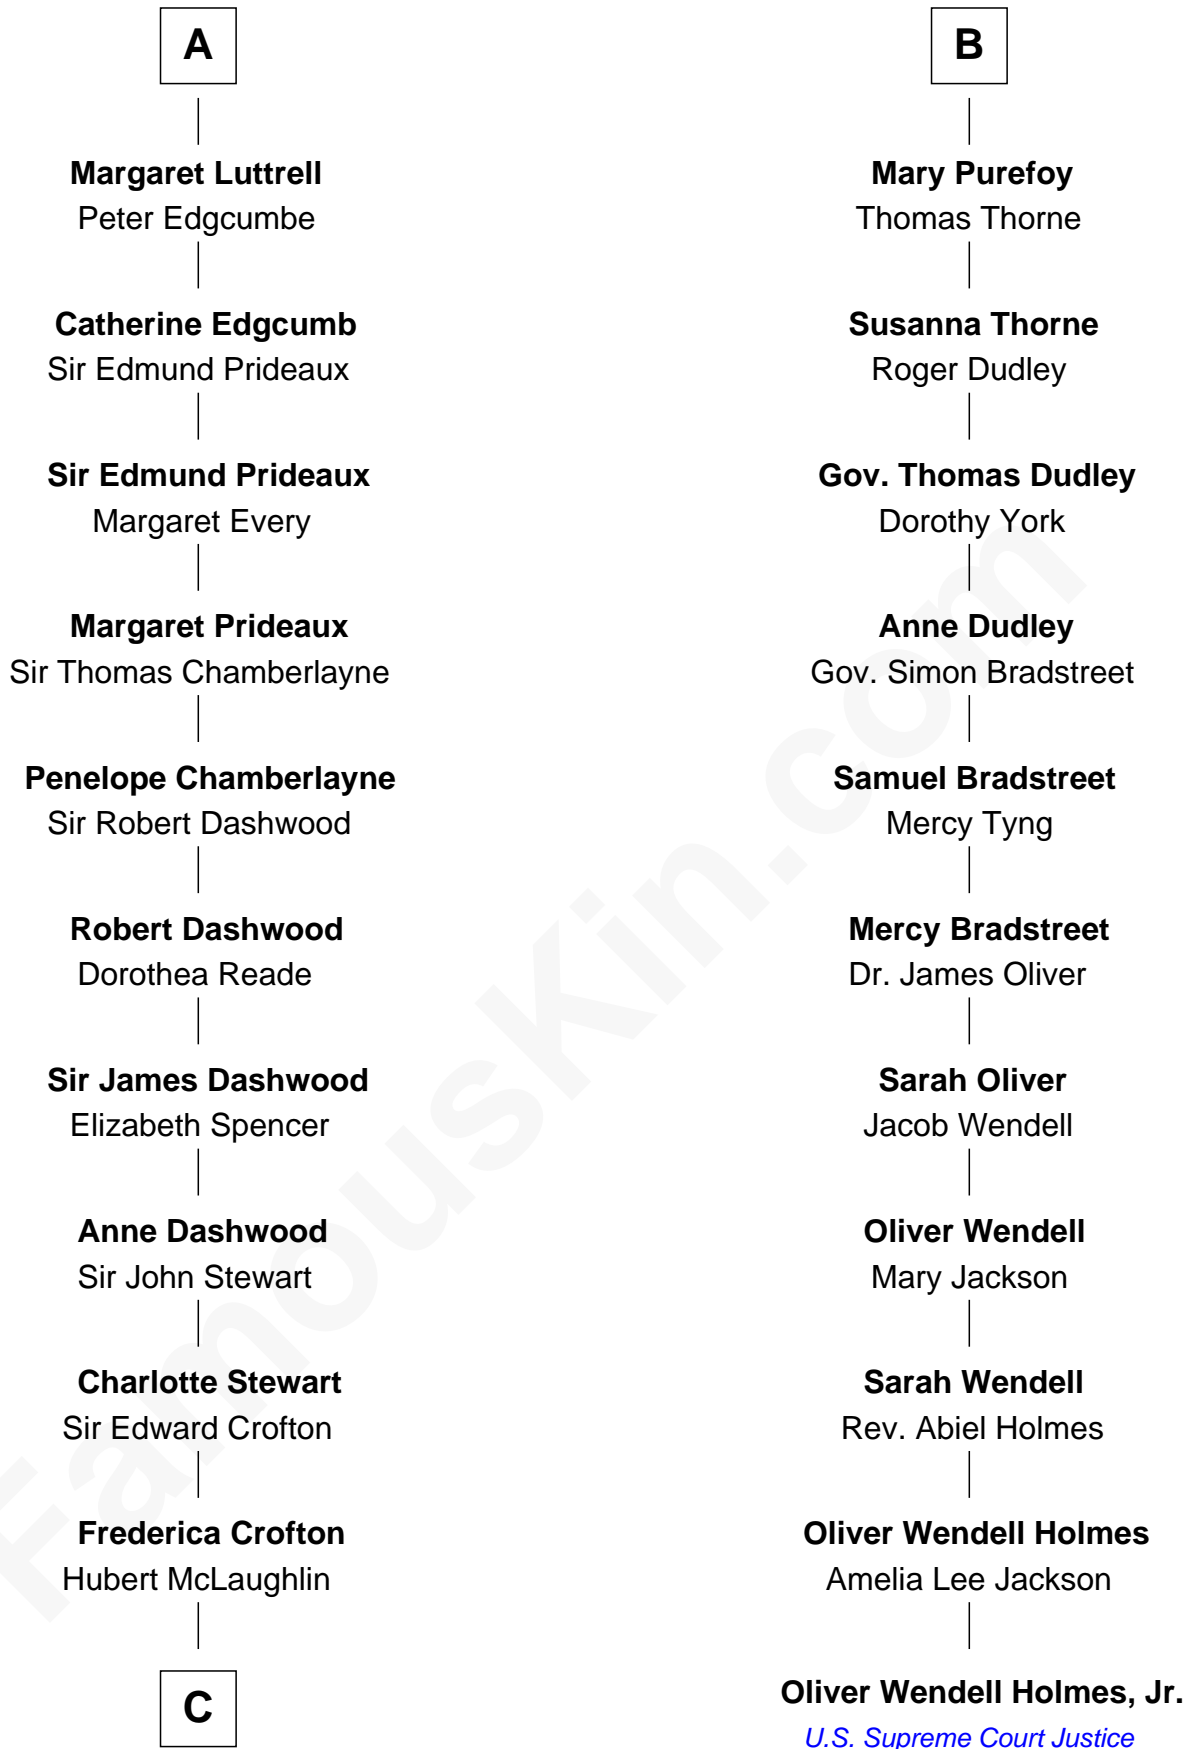 A
Margaret Luttrell
Peter Edgcumbe
Catherine Edgcumb
Sir Edmund Prideaux
Sir Edmund Prideaux
Margaret Every
Margaret Prideaux
Sir Thomas Chamberlayne
Penelope Chamberlayne
Sir Robert Dashwood
Robert Dashwood
Dorothea Reade
Sir James Dashwood
Elizabeth Spencer
Anne Dashwood
Sir John Stewart
Charlotte Stewart
Sir Edward Crofton
Frederica Crofton
Hubert McLaughlin
C
B
Mary Purefoy
Thomas Thorne
Susanna Thorne
Roger Dudley
Gov. Thomas Dudley
Dorothy York
Anne Dudley
Gov. Simon Bradstreet
Samuel Bradstreet
Mercy Tyng
Mercy Bradstreet
Dr. James Oliver
Sarah Oliver
Jacob Wendell
Oliver Wendell
Mary Jackson
Sarah Wendell
Rev. Abiel Holmes
Oliver Wendell Holmes
Amelia Lee Jackson
Oliver Wendell Holmes, Jr.
U.S. Supreme Court Justice
FamousKin.com